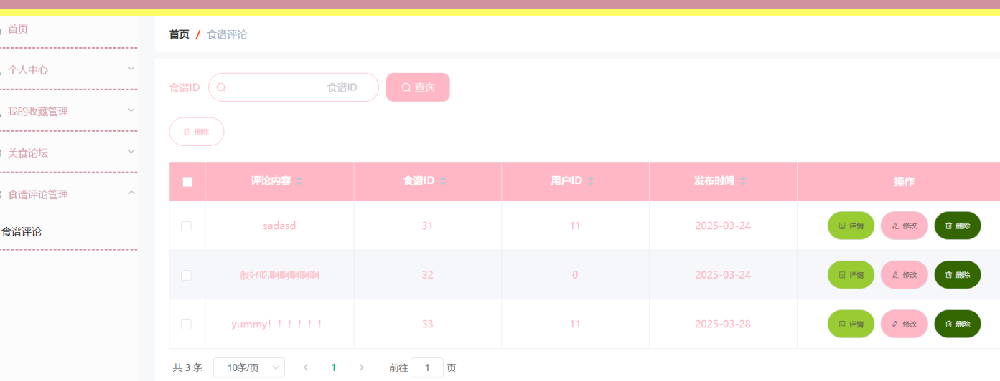 首页
个人中心
我的收藏管理
美食论坛
食谱评论管理
食谱评论
首页 / 食谱评论
食谱ID 食谱ID 查询
删除
评论内容 食谱ID 用户ID 发布时间 操作
sadasd 31 11 2025-03-24 详情 修改 删除
很好吃啊啊啊啊啊 32 0 2025-03-24 详情 修改 删除
yummy！！！！！！ 33 11 2025-03-28 详情 修改 删除
共 3 条 10条/页 1 前往 1 页